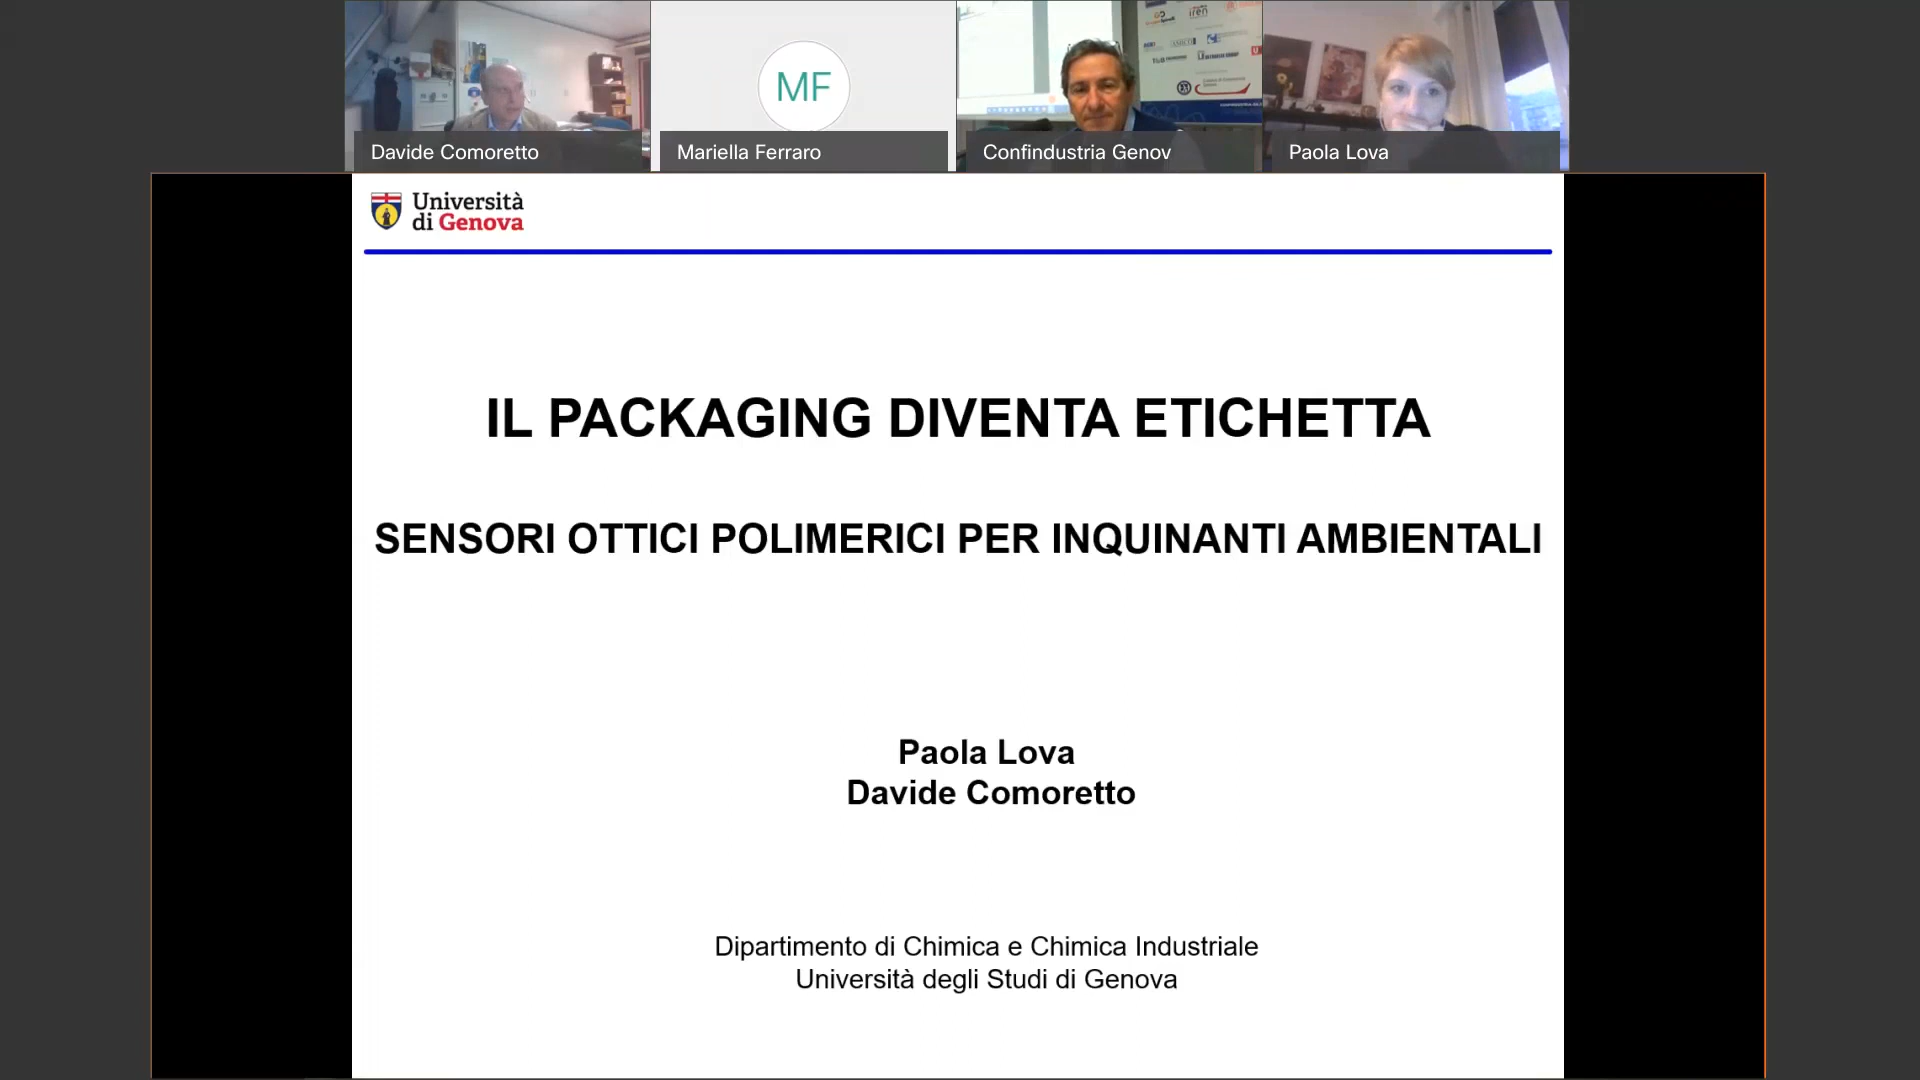 MF
iren
Davide Comoretto
Mariella Ferraro
Confindustria Genov
Paola Lova
Università
di Genova
IL PACKAGING DIVENTA ETICHETTA
SENSORI OTTICI POLIMERICI PER INQUINANTI AMBIENTALI
Paola Lova
Davide Comoretto
Dipartimento di Chimica e Chimica Industriale
Università degli Studi di Genova